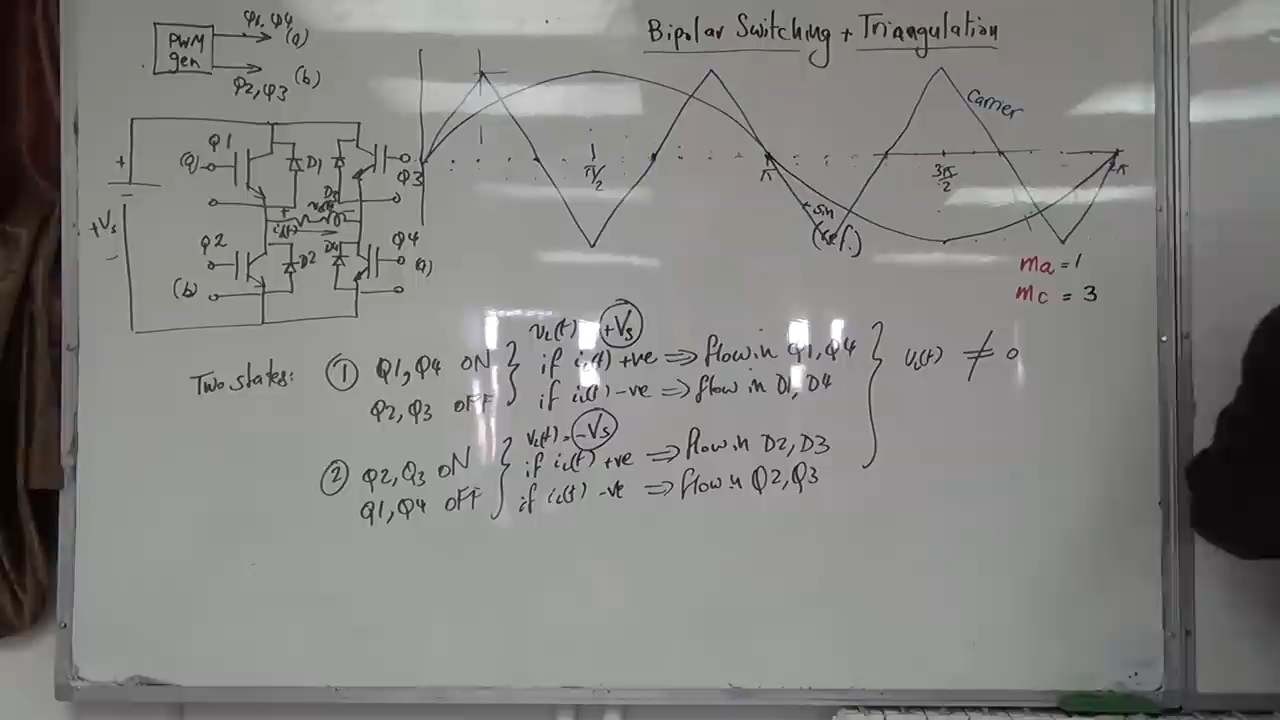 Bipolar Switching + Triangulation
Q1, Q4
(a)
PWM
gen
(b)
Q2, Q3
Carrier
π/2
π
3π/2
2π
sin
(ref.)
+
+Vs
-
Q1
D1
Q3
+
iL(t)
Q2
D2
D4
Q4
(a)
(b)
ma = 1
mc = 3
Two states:
① Q1, Q4 ON
Q2, Q3 OFF
vL(t) = +Vs
if iL(t) +ve ⇒ flow in Q1, Q4
if iL(t) -ve ⇒ flow in D1, D4
vL(t) ≠ 0
② Q2, Q3 ON
Q1, Q4 OFF
vL(t) = -Vs
if iL(t) +ve ⇒ flow in D2, D3
if iL(t) -ve ⇒ flow in Q2, Q3